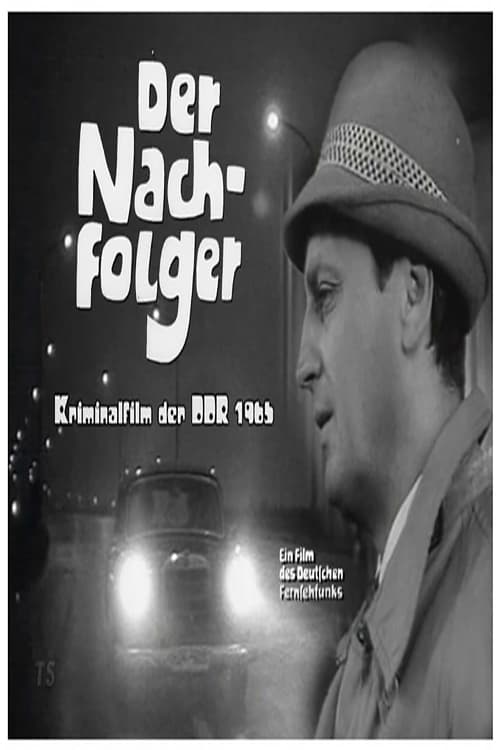 Der
Nach-
folger
Kriminalfilm der DDR 1965
Ein Film
des Deutschen
Fernsehfunks
TS